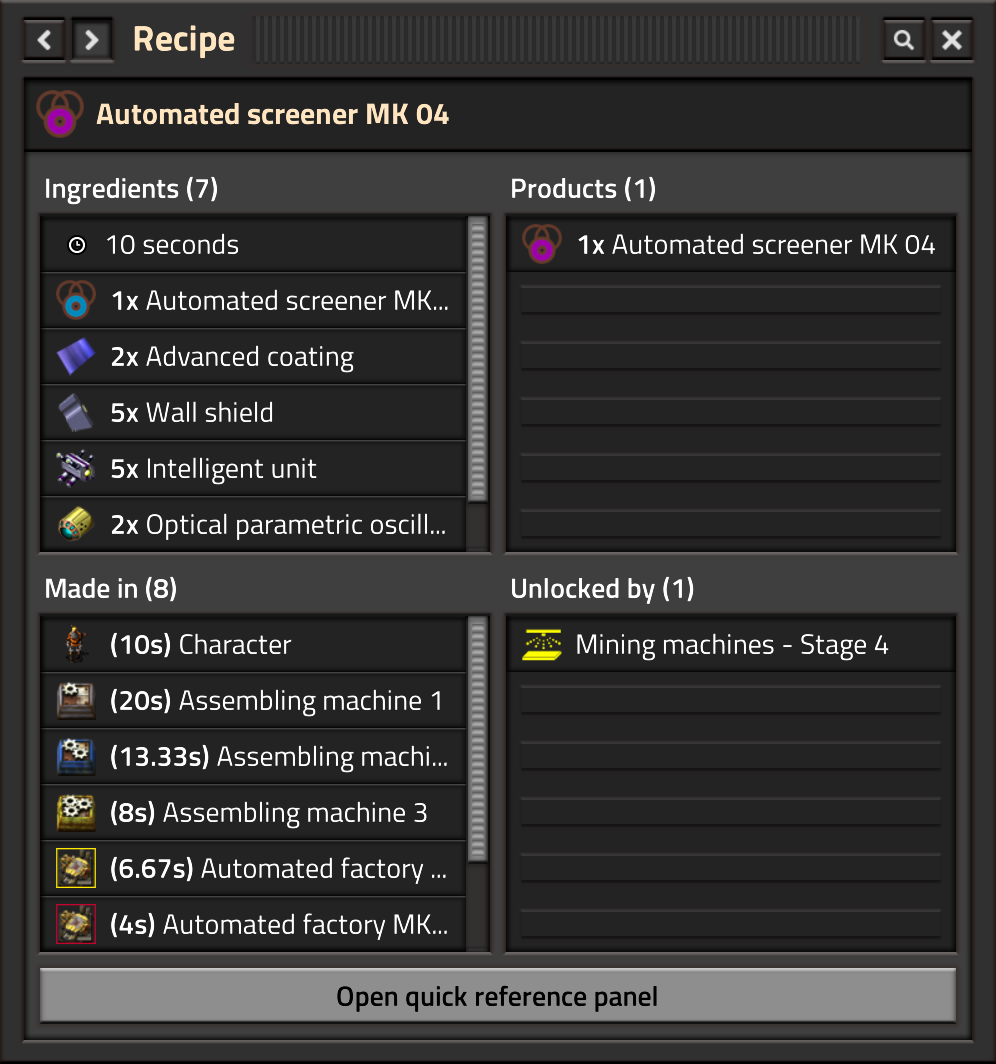 Recipe
Automated screener MK 04
Ingredients (7)
10 seconds
1x Automated screener MK...
2x Advanced coating
5x Wall shield
5x Intelligent unit
2x Optical parametric oscill...
Products (1)
1x Automated screener MK 04
Made in (8)
(10s) Character
(20s) Assembling machine 1
(13.33s) Assembling machi...
(8s) Assembling machine 3
(6.67s) Automated factory ...
(4s) Automated factory MK...
Unlocked by (1)
Mining machines - Stage 4
Open quick reference panel